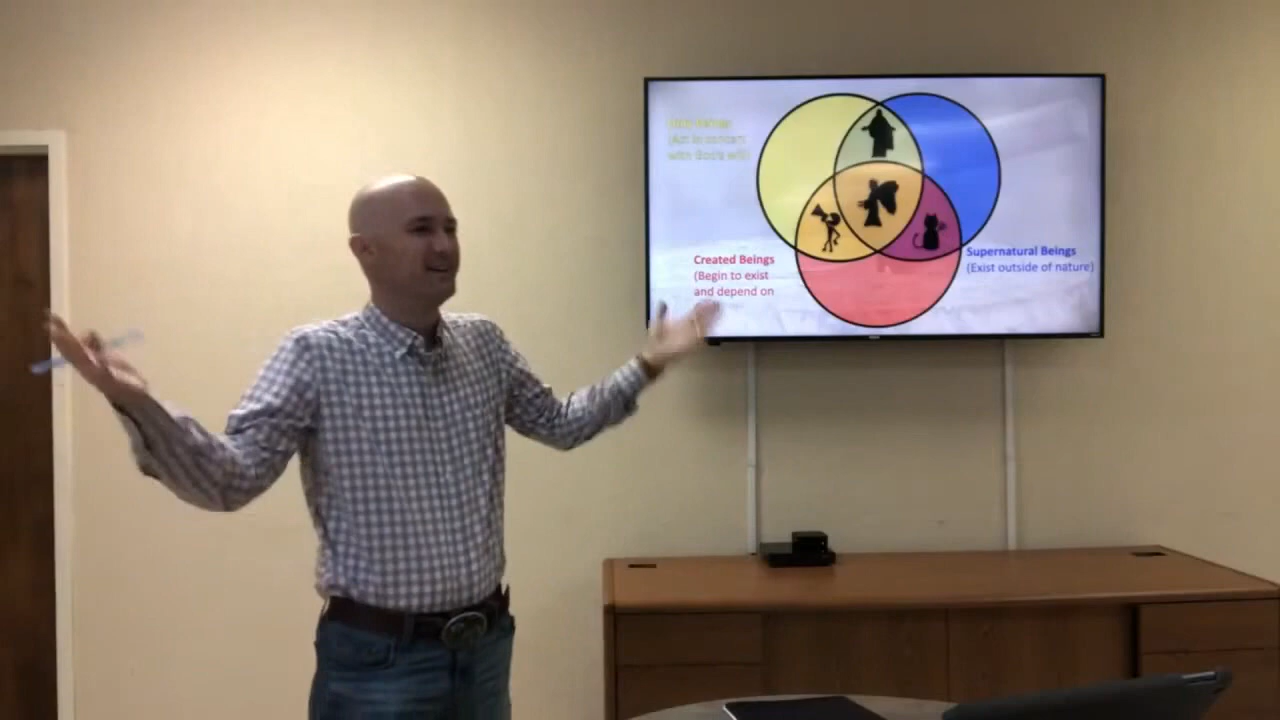 Holy Beings
(Act in concert
with God's will)
Created Beings
(Begin to exist
and depend on
Supernatural Beings
(Exist outside of nature)